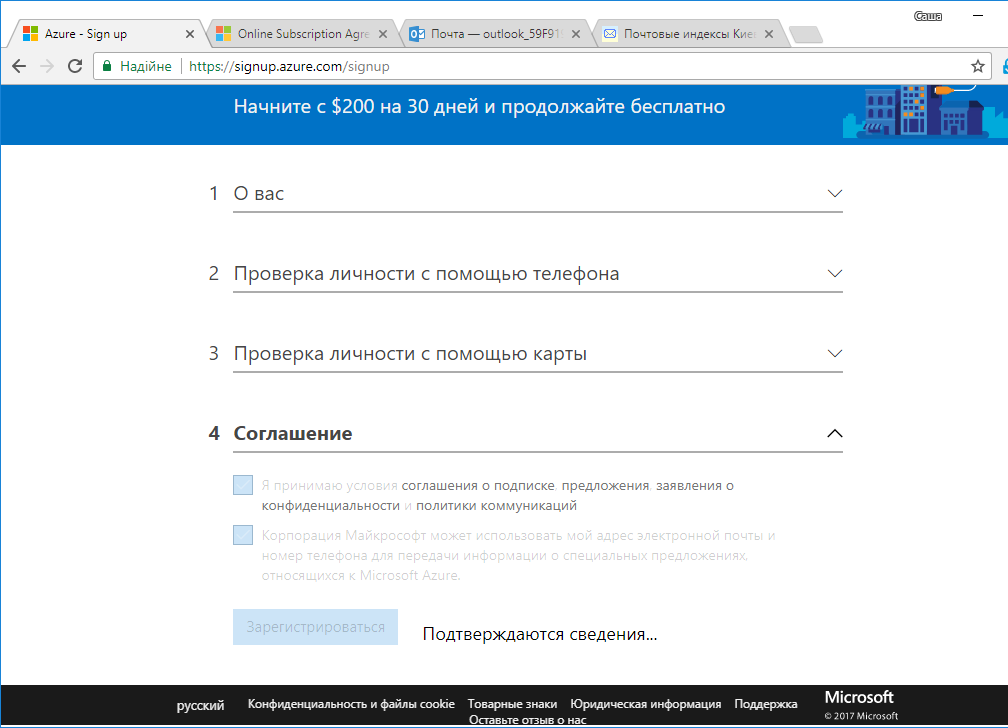 Саша
Azure - Sign up
Online Subscription Agre
Почта — outlook_59F91
Почтовые индексы Киев
Надійне
https://signup.azure.com/signup
Начните с $200 на 30 дней и продолжайте бесплатно
1 О вас
2 Проверка личности с помощью телефона
3 Проверка личности с помощью карты
4 Соглашение
Я принимаю условия соглашения о подписке, предложения, заявления о
конфиденциальности и политики коммуникаций
Корпорация Майкрософт может использовать мой адрес электронной почты и
номер телефона для передачи информации о специальных предложениях,
относящихся к Microsoft Azure.
Зарегистрироваться
Подтверждаются сведения...
русский
Конфиденциальность и файлы cookie
Товарные знаки
Юридическая информация
Поддержка
Оставьте отзыв о нас
Microsoft
© 2017 Microsoft